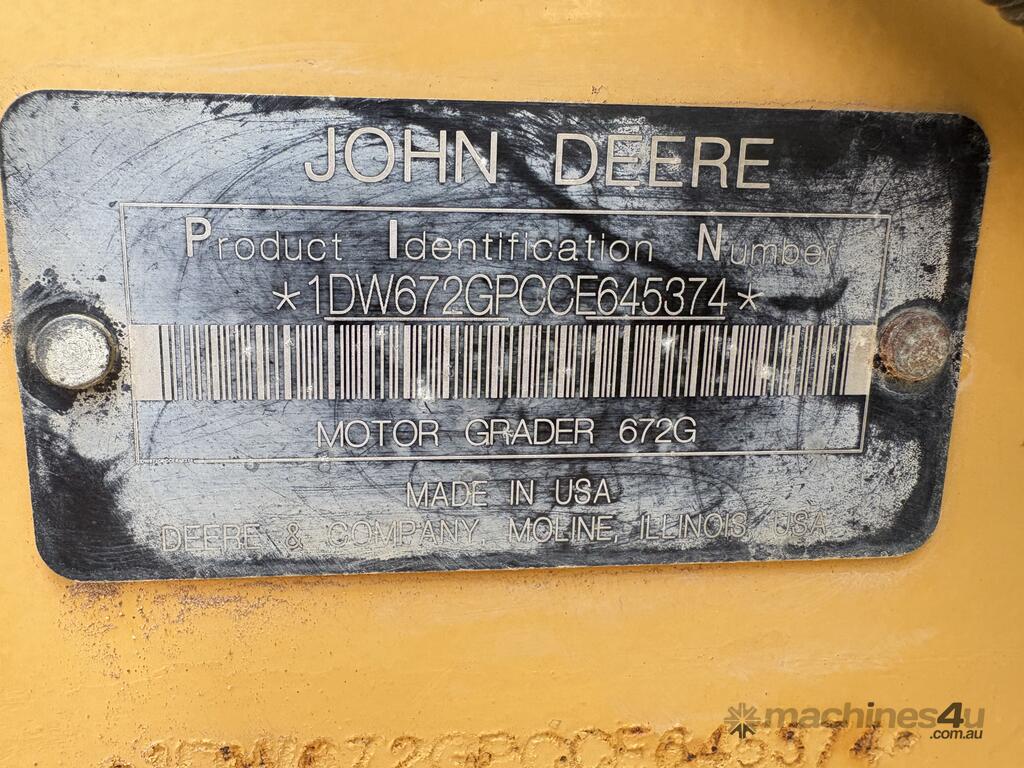 JOHN DEERE
Product Identification Number
*1DW672GPCCE645374*
MOTOR GRADER 672G
MADE IN USA
DEERE & COMPANY, MOLINE, ILLINOIS, USA
machines4u
.com.au
1DW672GPCCE645374